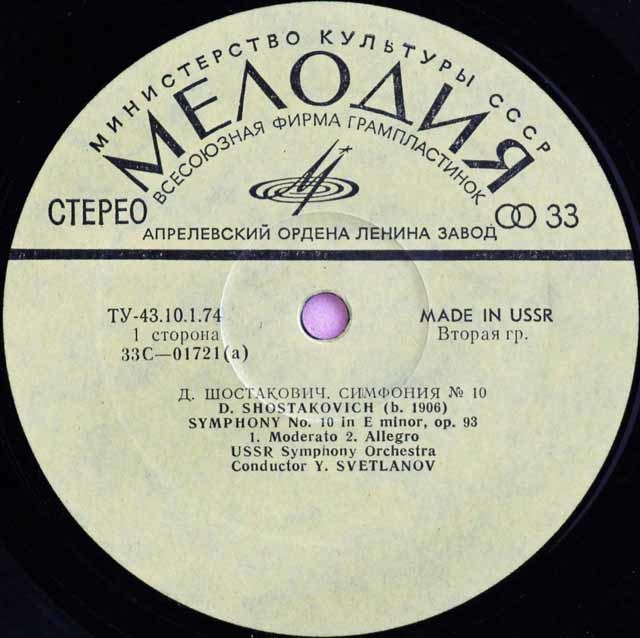 МИНИСТЕРСТВО КУЛЬТУРЫ СССР
МЕЛОДИЯ
ВСЕСОЮЗНАЯ ФИРМА ГРАМПЛАСТИНОК
СТЕРЕО
33
АПРЕЛЕВСКИЙ ОРДЕНА ЛЕНИНА ЗАВОД
ТУ-43.10.1.74
1 сторона
33С—01721(а)
MADE IN USSR
Вторая гр.
Д. ШОСТАКОВИЧ. СИМФОНИЯ № 10
D. SHOSTAKOVICH (b. 1906)
SYMPHONY No. 10 in E minor, op. 93
1. Moderato 2. Allegro
USSR Symphony Orchestra
Conductor Y. SVETLANOV